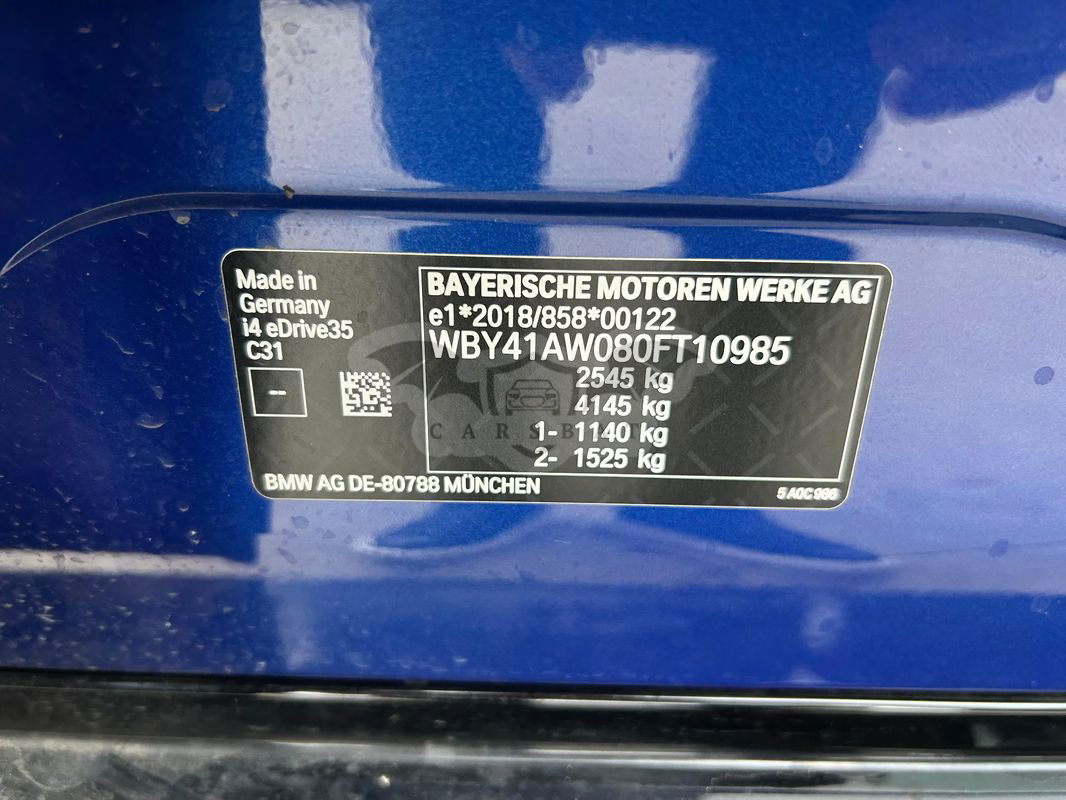 Made in
Germany
i4 eDrive35
C31
--
BMW AG DE-80788 MÜNCHEN
BAYERISCHE MOTOREN WERKE AG
e1*2018/858*00122
WBY41AW080FT10985
2545 kg
4145 kg
1- 1140 kg
2- 1525 kg